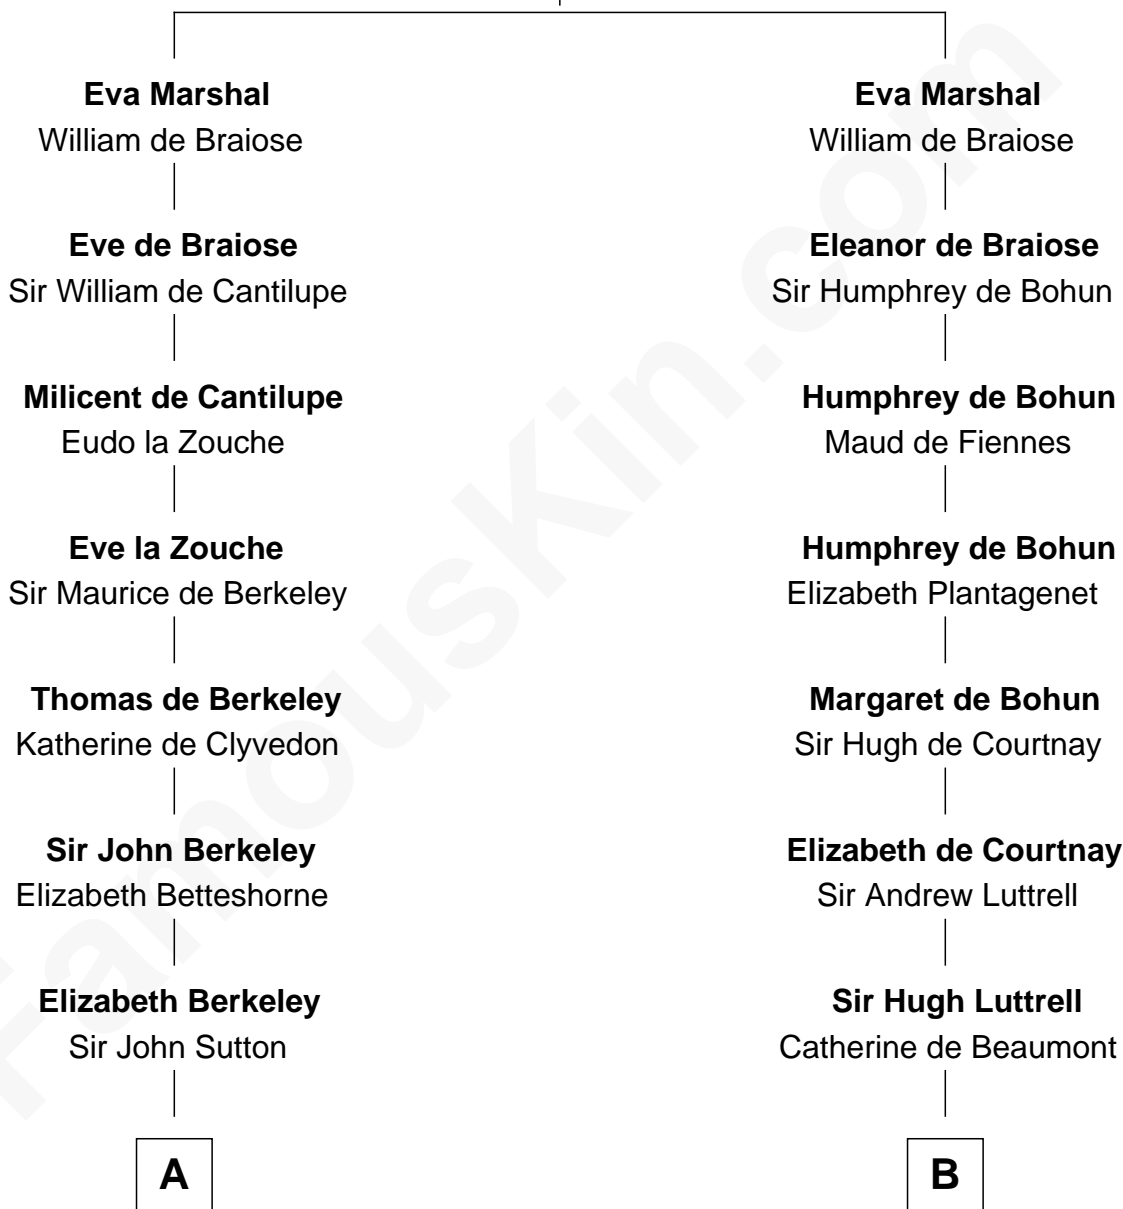 Eva Marshal
William de Braiose
Eve de Braiose
Sir William de Cantilupe
Milicent de Cantilupe
Eudo la Zouche
Eve la Zouche
Sir Maurice de Berkeley
Thomas de Berkeley
Katherine de Clyvedon
Sir John Berkeley
Elizabeth Betteshorne
Elizabeth Berkeley
Sir John Sutton
A
Eva Marshal
William de Braiose
Eleanor de Braiose
Sir Humphrey de Bohun
Humphrey de Bohun
Maud de Fiennes
Humphrey de Bohun
Elizabeth Plantagenet
Margaret de Bohun
Sir Hugh de Courtnay
Elizabeth de Courtnay
Sir Andrew Luttrell
Sir Hugh Luttrell
Catherine de Beaumont
B
FamousKin.com